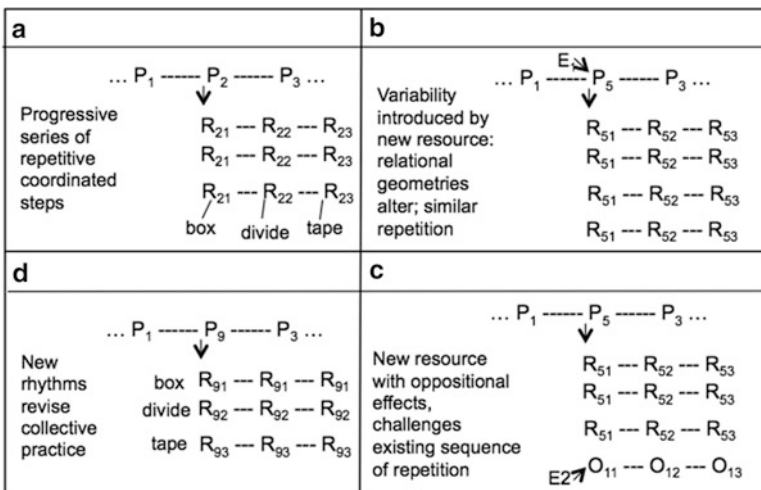 a
... P₁ ------ P₂ ------ P₃ ...
Progressive
series of
repetitive
coordinated
steps
R₂₁ --- R₂₂ --- R₂₃
R₂₁ --- R₂₂ --- R₂₃
R₂₁ --- R₂₂ --- R₂₃
box divide tape
b
E₁
... P₁ ------ P₅ ------ P₃ ...
Variability
introduced by
new resource:
relational
geometries
alter; similar
repetition
R₅₁ --- R₅₂ --- R₅₃
R₅₁ --- R₅₂ --- R₅₃
R₅₁ --- R₅₂ --- R₅₃
R₅₁ --- R₅₂ --- R₅₃
d
... P₁ ------ P₉ ------ P₃ ...
New
rhythms
revise
collective
practice
box R₉₁ --- R₉₁ --- R₉₁
divide R₉₂ --- R₉₂ --- R₉₂
tape R₉₃ --- R₉₃ --- R₉₃
c
... P₁ ------ P₅ ------ P₃ ...
New resource
with oppositional
effects,
challenges
existing sequence
of repetition
R₅₁ --- R₅₂ --- R₅₃
R₅₁ --- R₅₂ --- R₅₃
R₅₁ --- R₅₂ --- R₅₃
E2 O₁₁ --- O₁₂ --- O₁₃